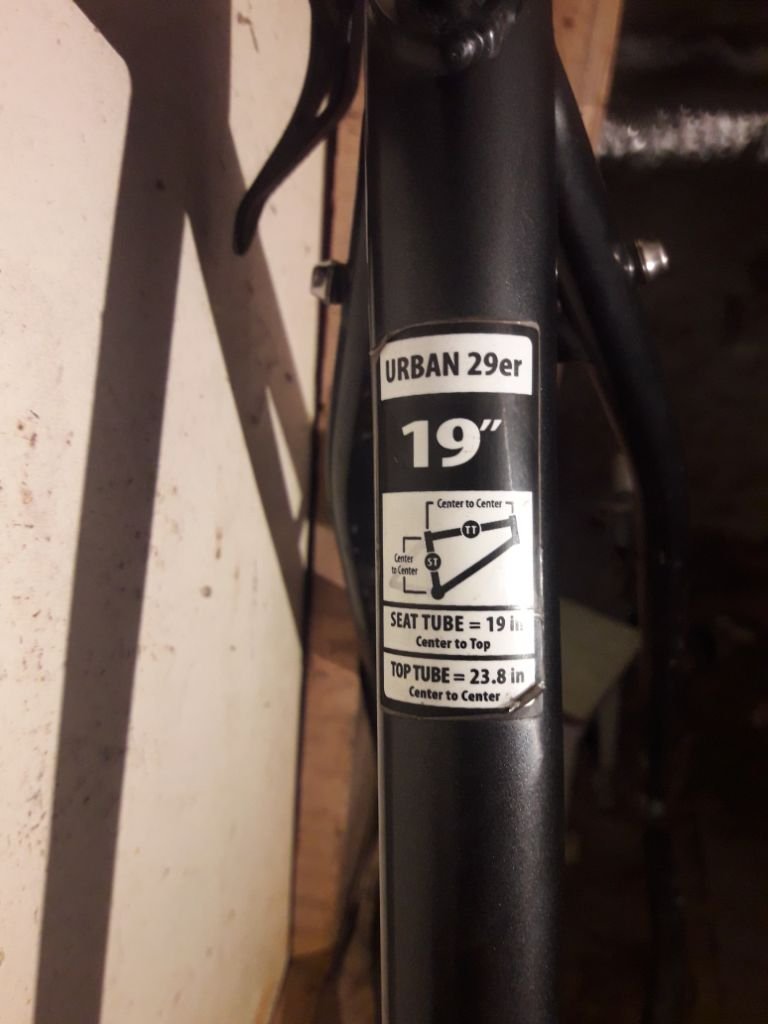 URBAN 29er
19"
Center to Center
TT
Center
to Center
ST
SEAT TUBE = 19 in
Center to Top
TOP TUBE = 23.8 in
Center to Center